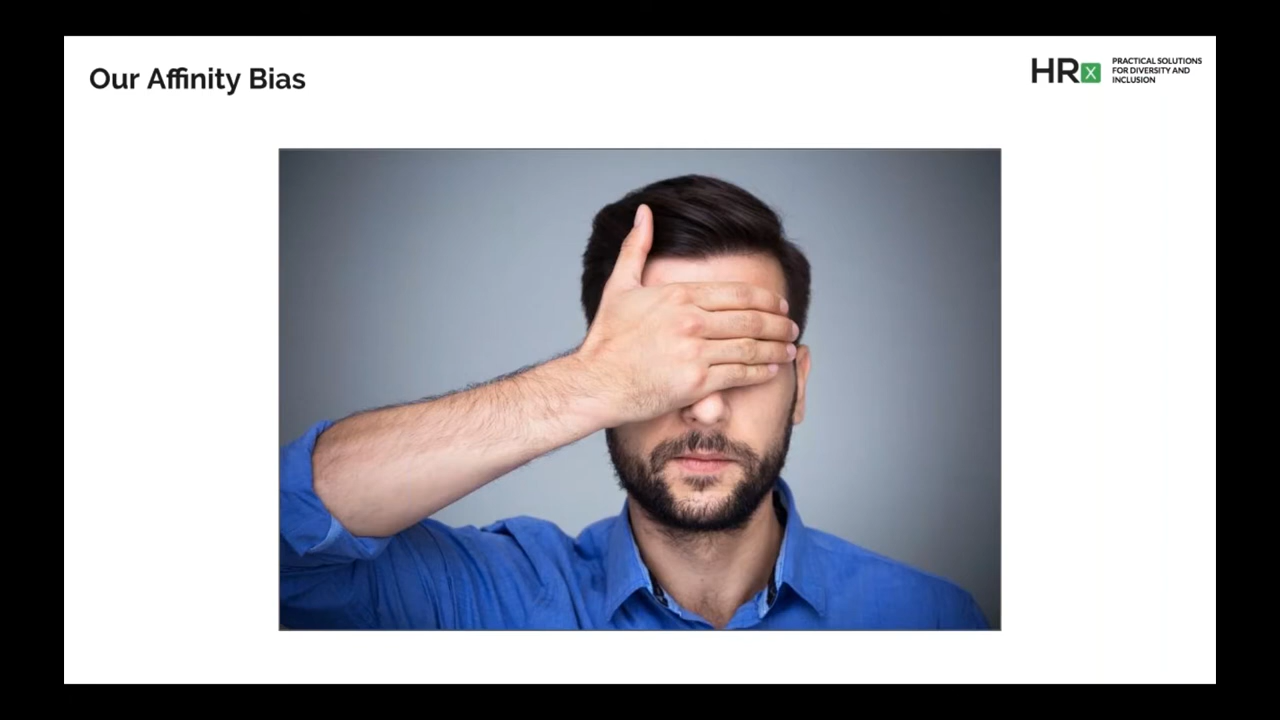 Our Affinity Bias
HRx
PRACTICAL SOLUTIONS
FOR DIVERSITY AND
INCLUSION